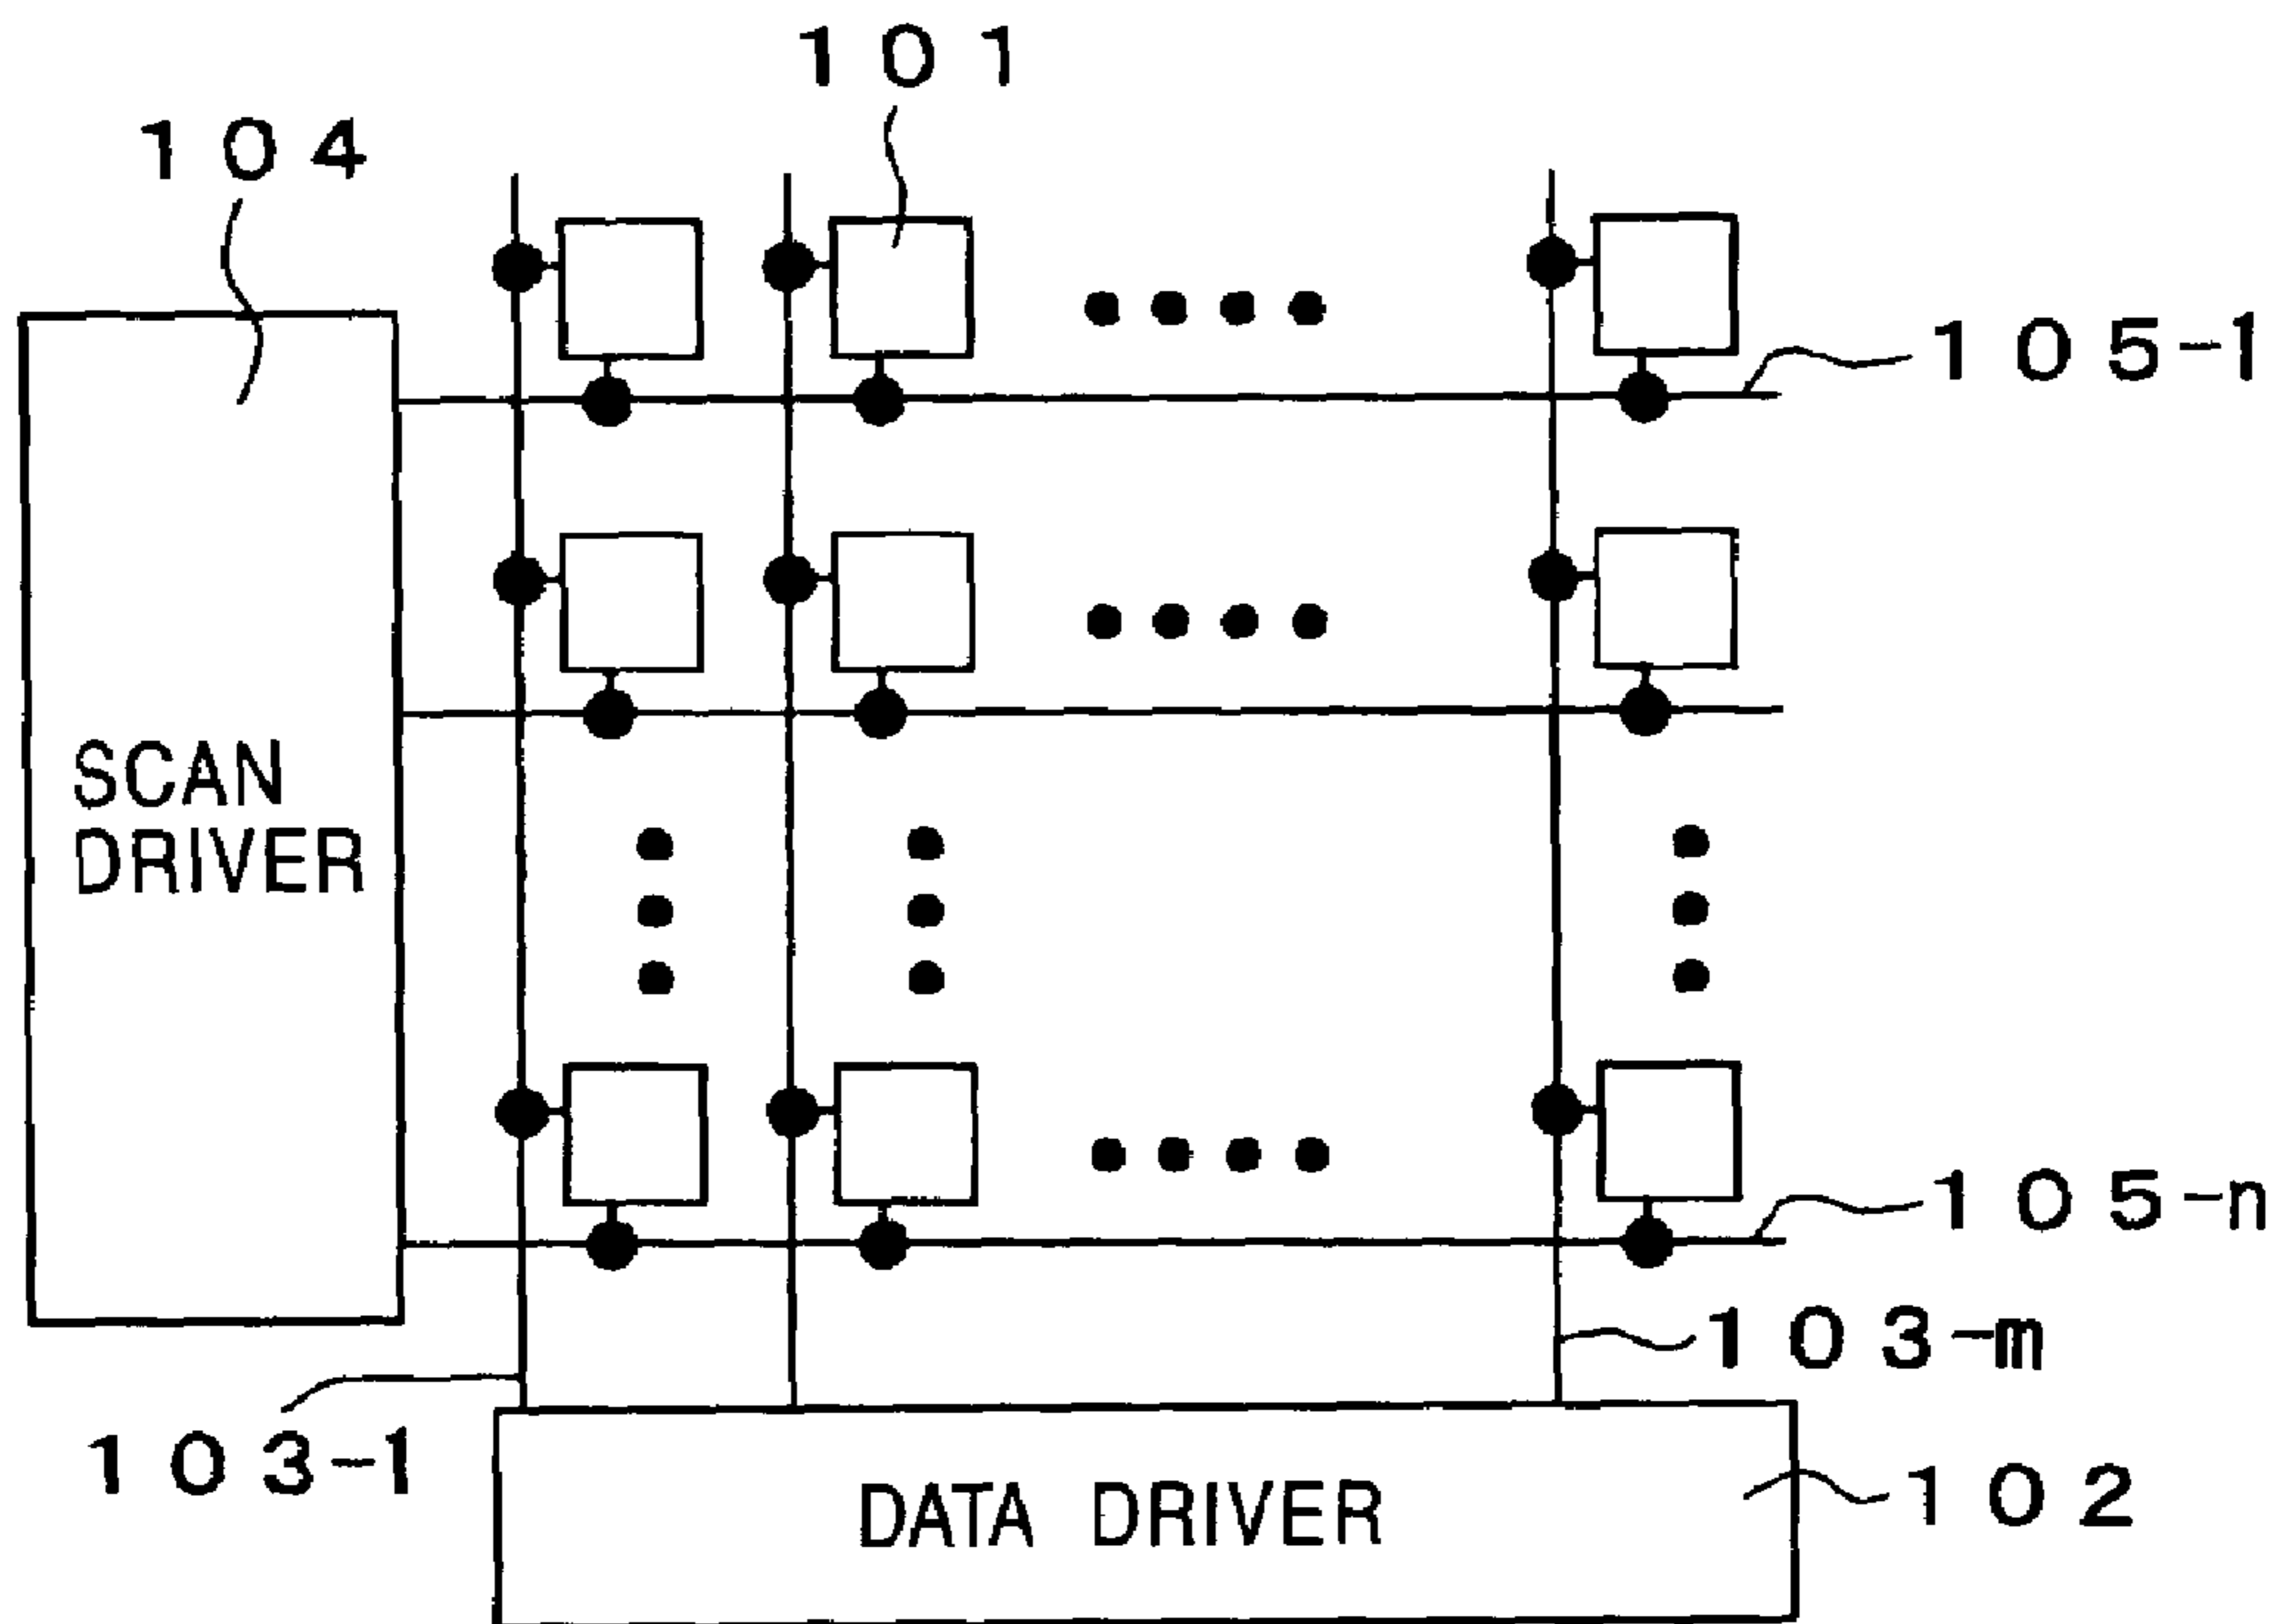 101
104
105-1
SCAN
DRIVER
105-n
103-m
103-1
DATA DRIVER
102